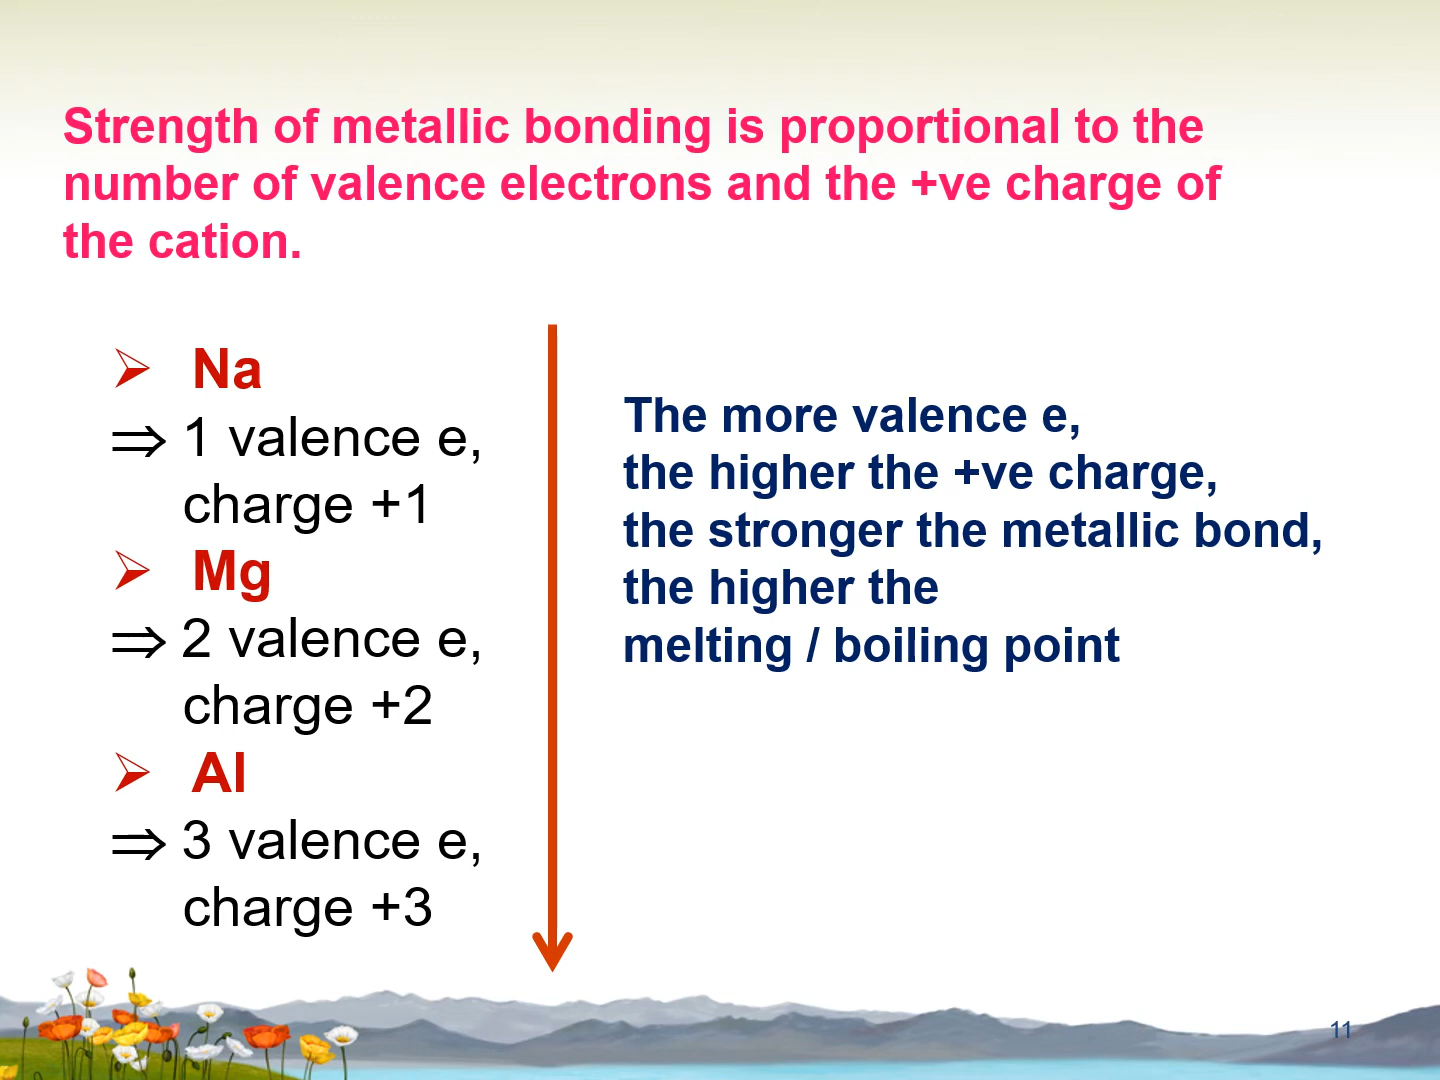 Strength of metallic bonding is proportional to the
number of valence electrons and the +ve charge of
the cation.
➢ Na
⇒ 1 valence e,
charge +1
➢ Mg
⇒ 2 valence e,
charge +2
➢ Al
⇒ 3 valence e,
charge +3
The more valence e,
the higher the +ve charge,
the stronger the metallic bond,
the higher the
melting / boiling point
11